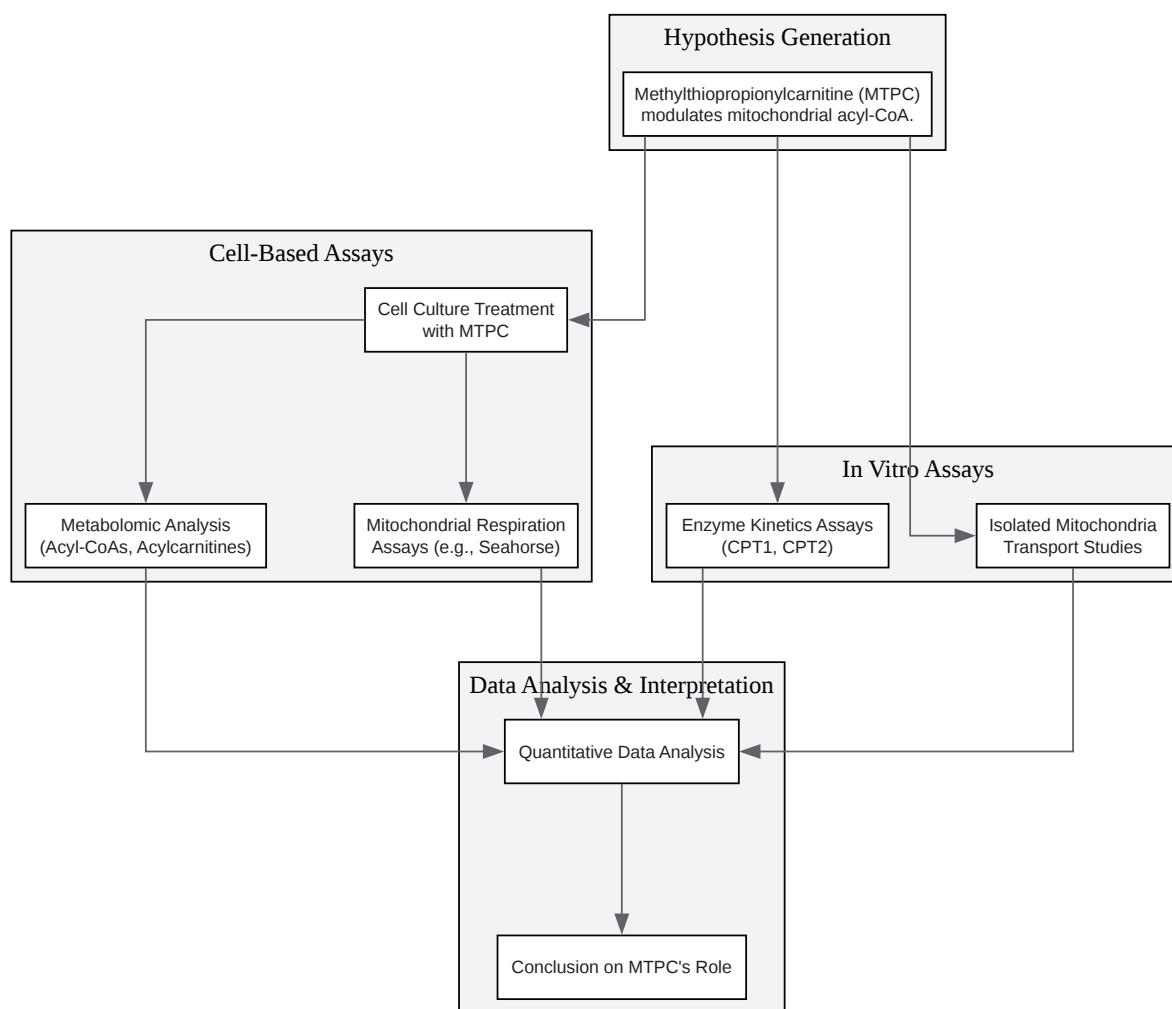 Hypothesis Generation
Methylthiopropionylcarnitine (MTPC)
modulates mitochondrial acyl-CoA.
Cell-Based Assays
Cell Culture Treatment
with MTPC
Metabolomic Analysis
(Acyl-CoAs, Acylcarnitines)
Mitochondrial Respiration
Assays (e.g., Seahorse)
In Vitro Assays
Enzyme Kinetics Assays
(CPT1, CPT2)
Isolated Mitochondria
Transport Studies
Data Analysis & Interpretation
Quantitative Data Analysis
Conclusion on MTPC's Role